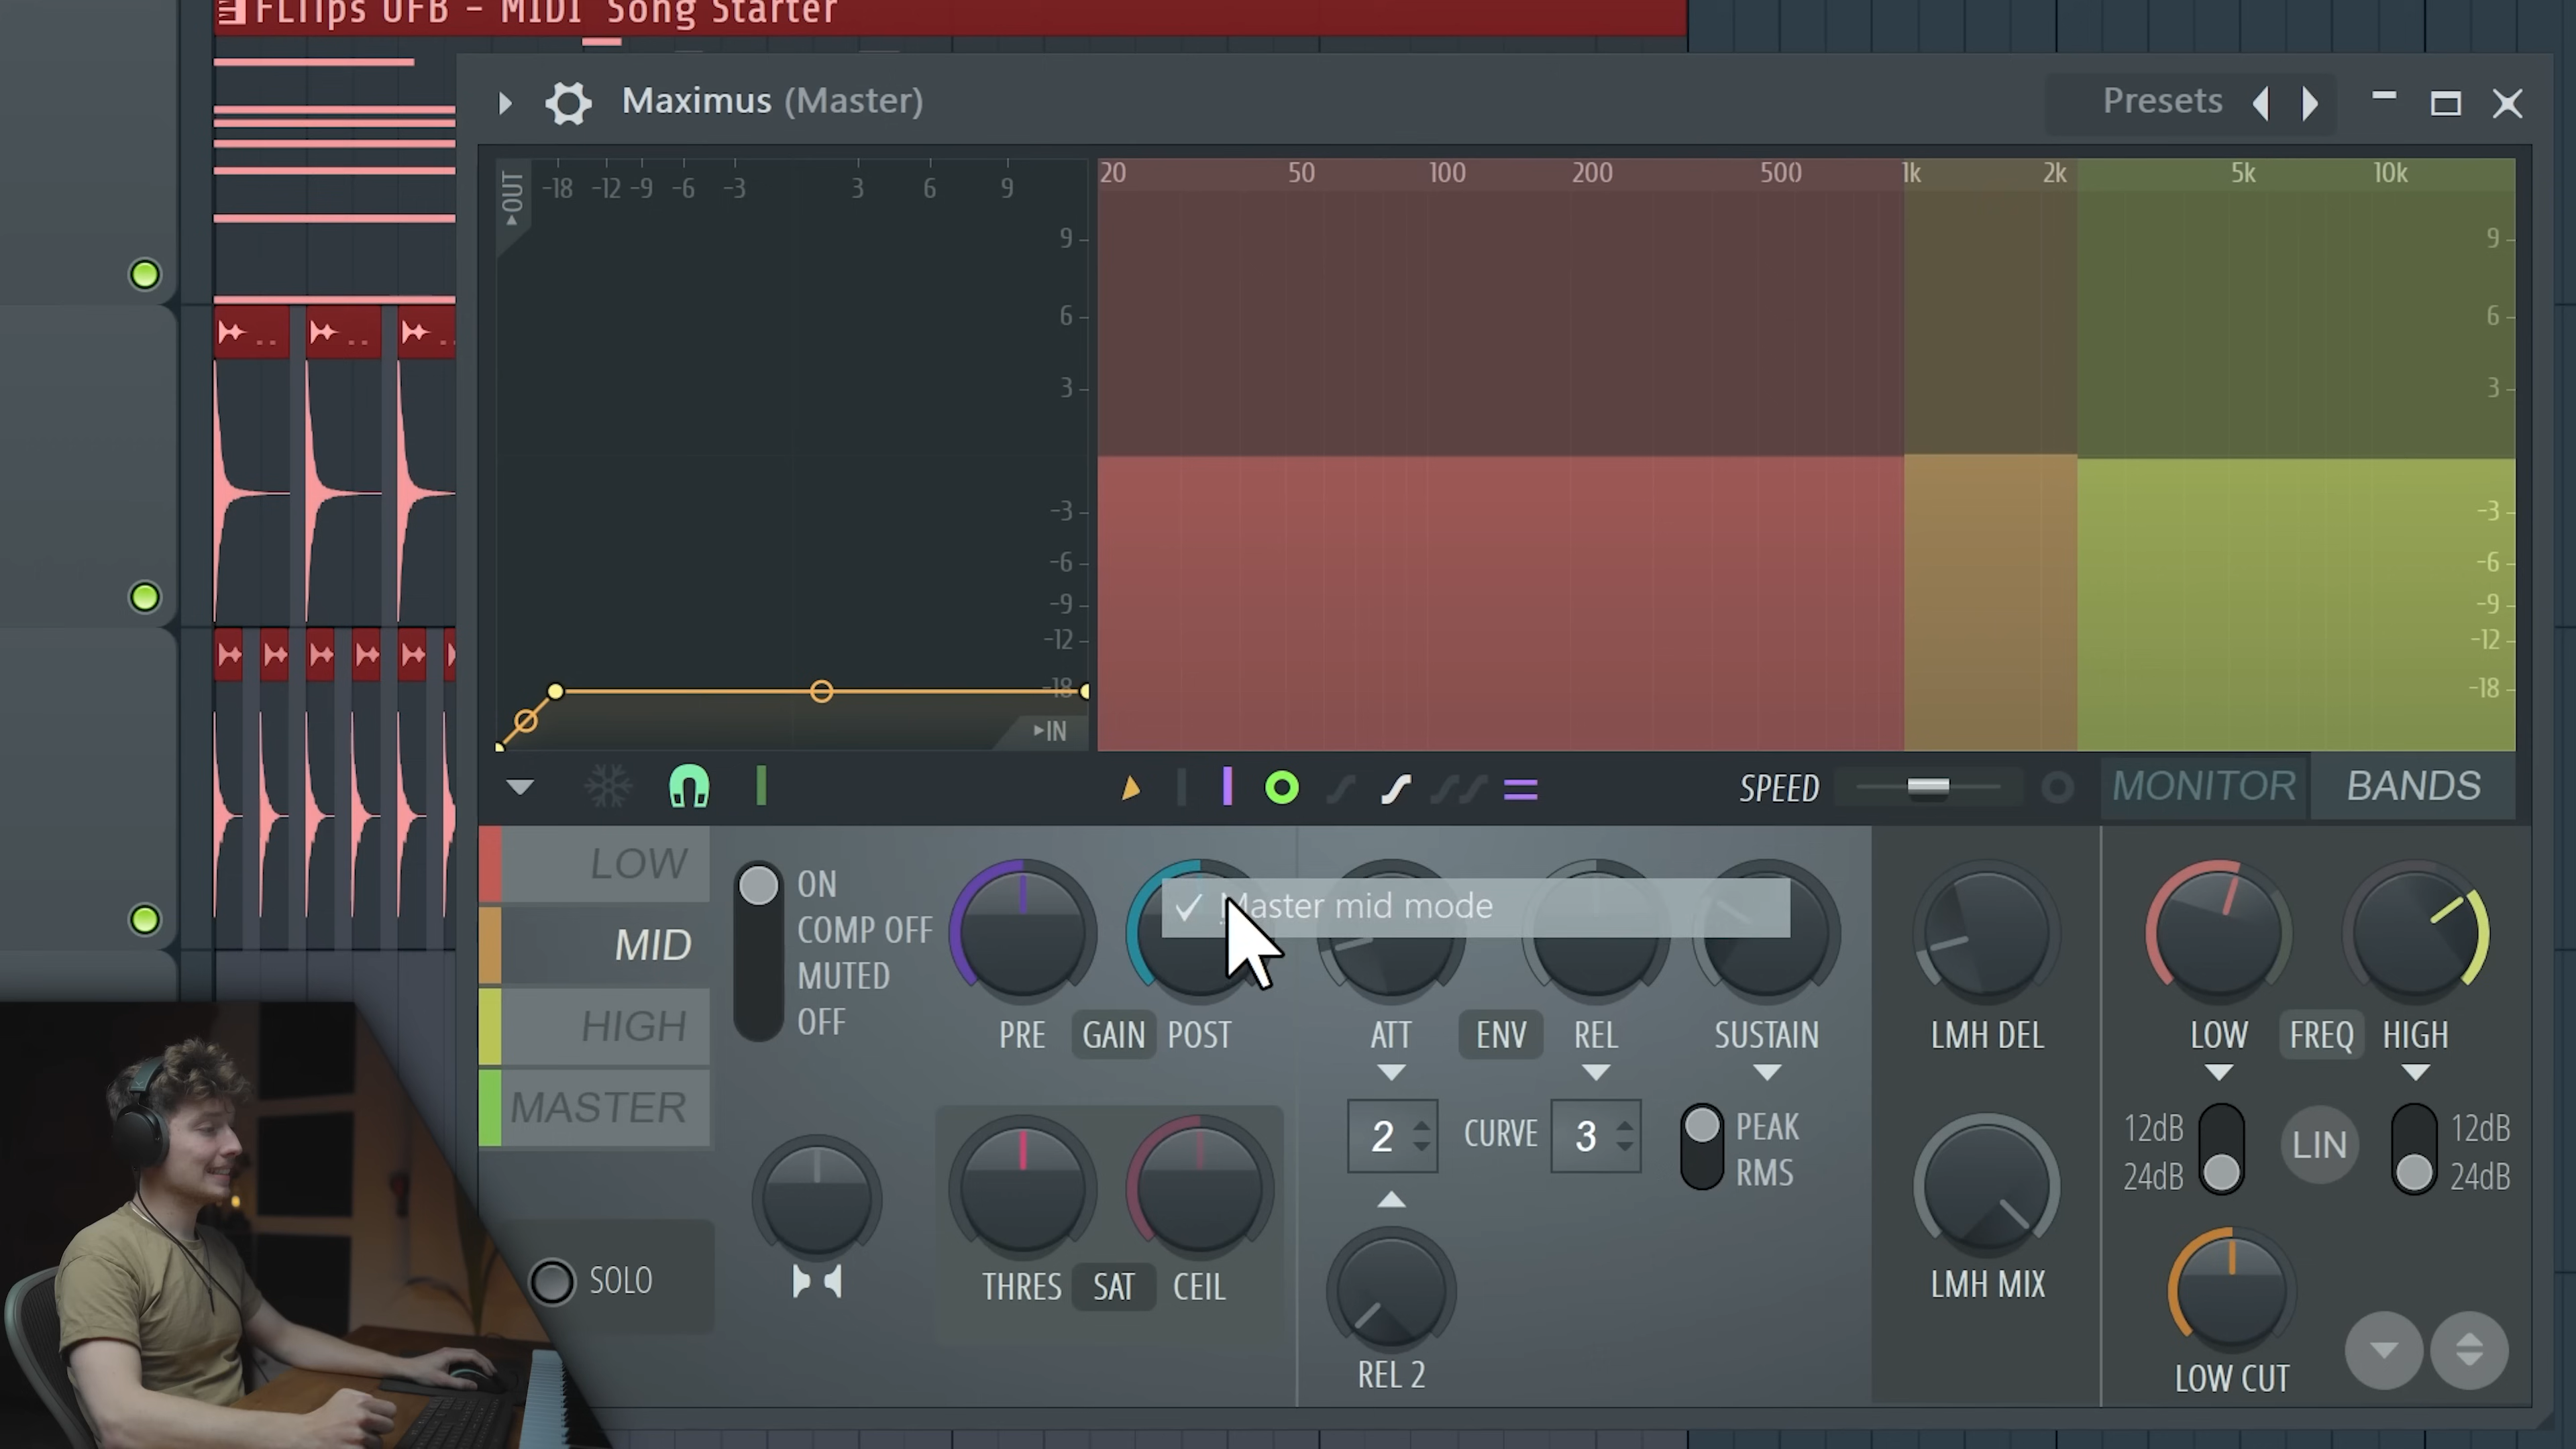 FLTips UFB - MIDI Song Starter
Maximus (Master)
Presets
OUT
-18 -12 -9 -6 -3 3 6 9
9
6
3
-3
-6
-9
-12
-18
IN
20 50 100 200 500 1k 2k 5k 10k
9
6
3
-3
-6
-9
-12
-18
SPEED
MONITOR
BANDS
LOW
MID
HIGH
MASTER
SOLO
ON
COMP OFF
MUTED
OFF
Master mid mode
PRE GAIN POST
THRES SAT CEIL
ATT ENV REL
SUSTAIN
2 CURVE 3
PEAK
RMS
REL 2
LMH DEL
LMH MIX
LOW FREQ HIGH
12dB
24dB
LIN
12dB
24dB
LOW CUT